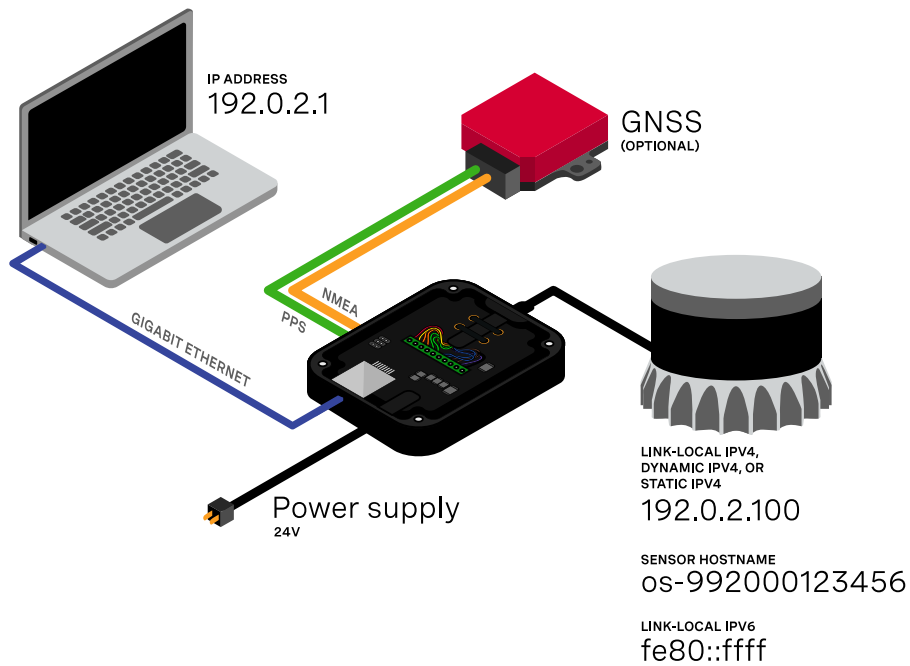 IP ADDRESS
192.0.2.1
GNSS
(OPTIONAL)
NMEA
PPS
GIGABIT ETHERNET
Power supply
24V
LINK-LOCAL IPV4,
DYNAMIC IPV4, OR
STATIC IPV4
192.0.2.100
SENSOR HOSTNAME
os-992000123456
LINK-LOCAL IPV6
fe80::ffff